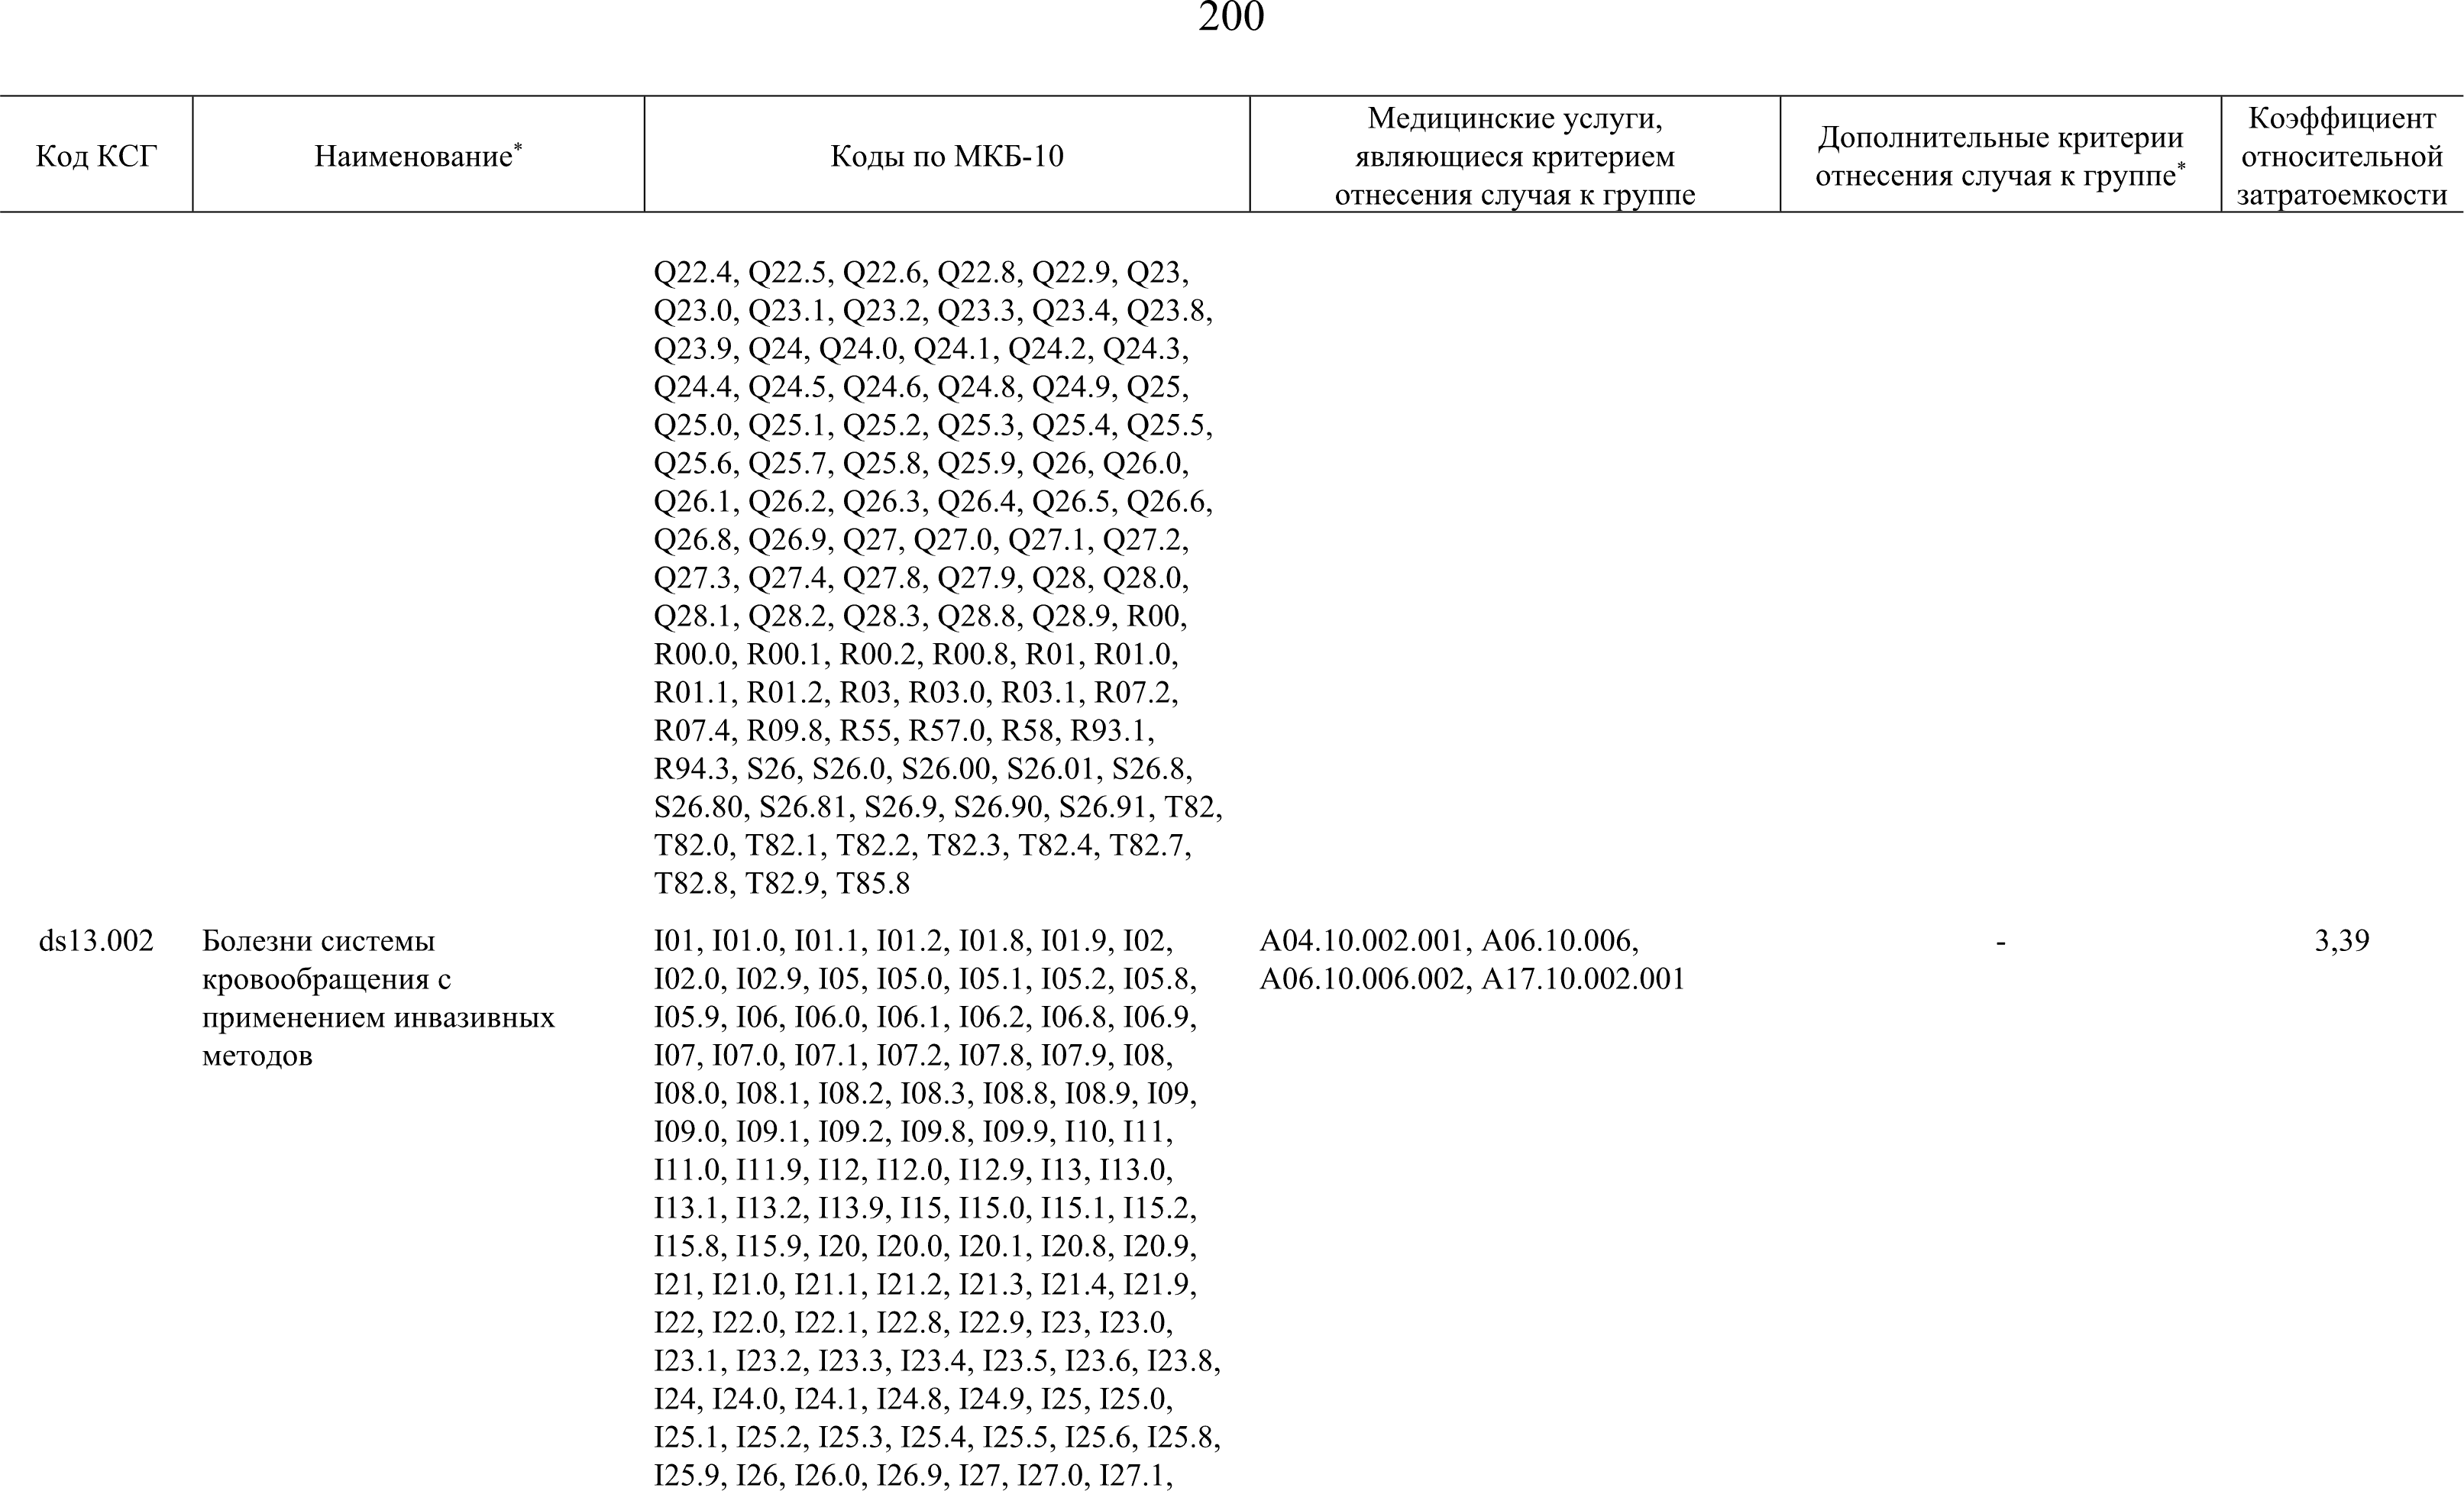 200
Код КСГ
Наименование*
Коды по МКБ-10
Медицинские услуги,
являющиеся критерием
отнесения случая к группе
Дополнительные критерии
отнесения случая к группе*
Коэффициент
относительной
затратоемкости
Q22.4, Q22.5, Q22.6, Q22.8, Q22.9, Q23,
Q23.0, Q23.1, Q23.2, Q23.3, Q23.4, Q23.8,
Q23.9, Q24, Q24.0, Q24.1, Q24.2, Q24.3,
Q24.4, Q24.5, Q24.6, Q24.8, Q24.9, Q25,
Q25.0, Q25.1, Q25.2, Q25.3, Q25.4, Q25.5,
Q25.6, Q25.7, Q25.8, Q25.9, Q26, Q26.0,
Q26.1, Q26.2, Q26.3, Q26.4, Q26.5, Q26.6,
Q26.8, Q26.9, Q27, Q27.0, Q27.1, Q27.2,
Q27.3, Q27.4, Q27.8, Q27.9, Q28, Q28.0,
Q28.1, Q28.2, Q28.3, Q28.8, Q28.9, R00,
R00.0, R00.1, R00.2, R00.8, R01, R01.0,
R01.1, R01.2, R03, R03.0, R03.1, R07.2,
R07.4, R09.8, R55, R57.0, R58, R93.1,
R94.3, S26, S26.0, S26.00, S26.01, S26.8,
S26.80, S26.81, S26.9, S26.90, S26.91, T82,
T82.0, T82.1, T82.2, T82.3, T82.4, T82.7,
T82.8, T82.9, T85.8
ds13.002
Болезни системы
кровообращения с
применением инвазивных
методов
I01, I01.0, I01.1, I01.2, I01.8, I01.9, I02,
I02.0, I02.9, I05, I05.0, I05.1, I05.2, I05.8,
I05.9, I06, I06.0, I06.1, I06.2, I06.8, I06.9,
I07, I07.0, I07.1, I07.2, I07.8, I07.9, I08,
I08.0, I08.1, I08.2, I08.3, I08.8, I08.9, I09,
I09.0, I09.1, I09.2, I09.8, I09.9, I10, I11,
I11.0, I11.9, I12, I12.0, I12.9, I13, I13.0,
I13.1, I13.2, I13.9, I15, I15.0, I15.1, I15.2,
I15.8, I15.9, I20, I20.0, I20.1, I20.8, I20.9,
I21, I21.0, I21.1, I21.2, I21.3, I21.4, I21.9,
I22, I22.0, I22.1, I22.8, I22.9, I23, I23.0,
I23.1, I23.2, I23.3, I23.4, I23.5, I23.6, I23.8,
I24, I24.0, I24.1, I24.8, I24.9, I25, I25.0,
I25.1, I25.2, I25.3, I25.4, I25.5, I25.6, I25.8,
I25.9, I26, I26.0, I26.9, I27, I27.0, I27.1,
A04.10.002.001, A06.10.006,
A06.10.006.002, A17.10.002.001
-
3,39